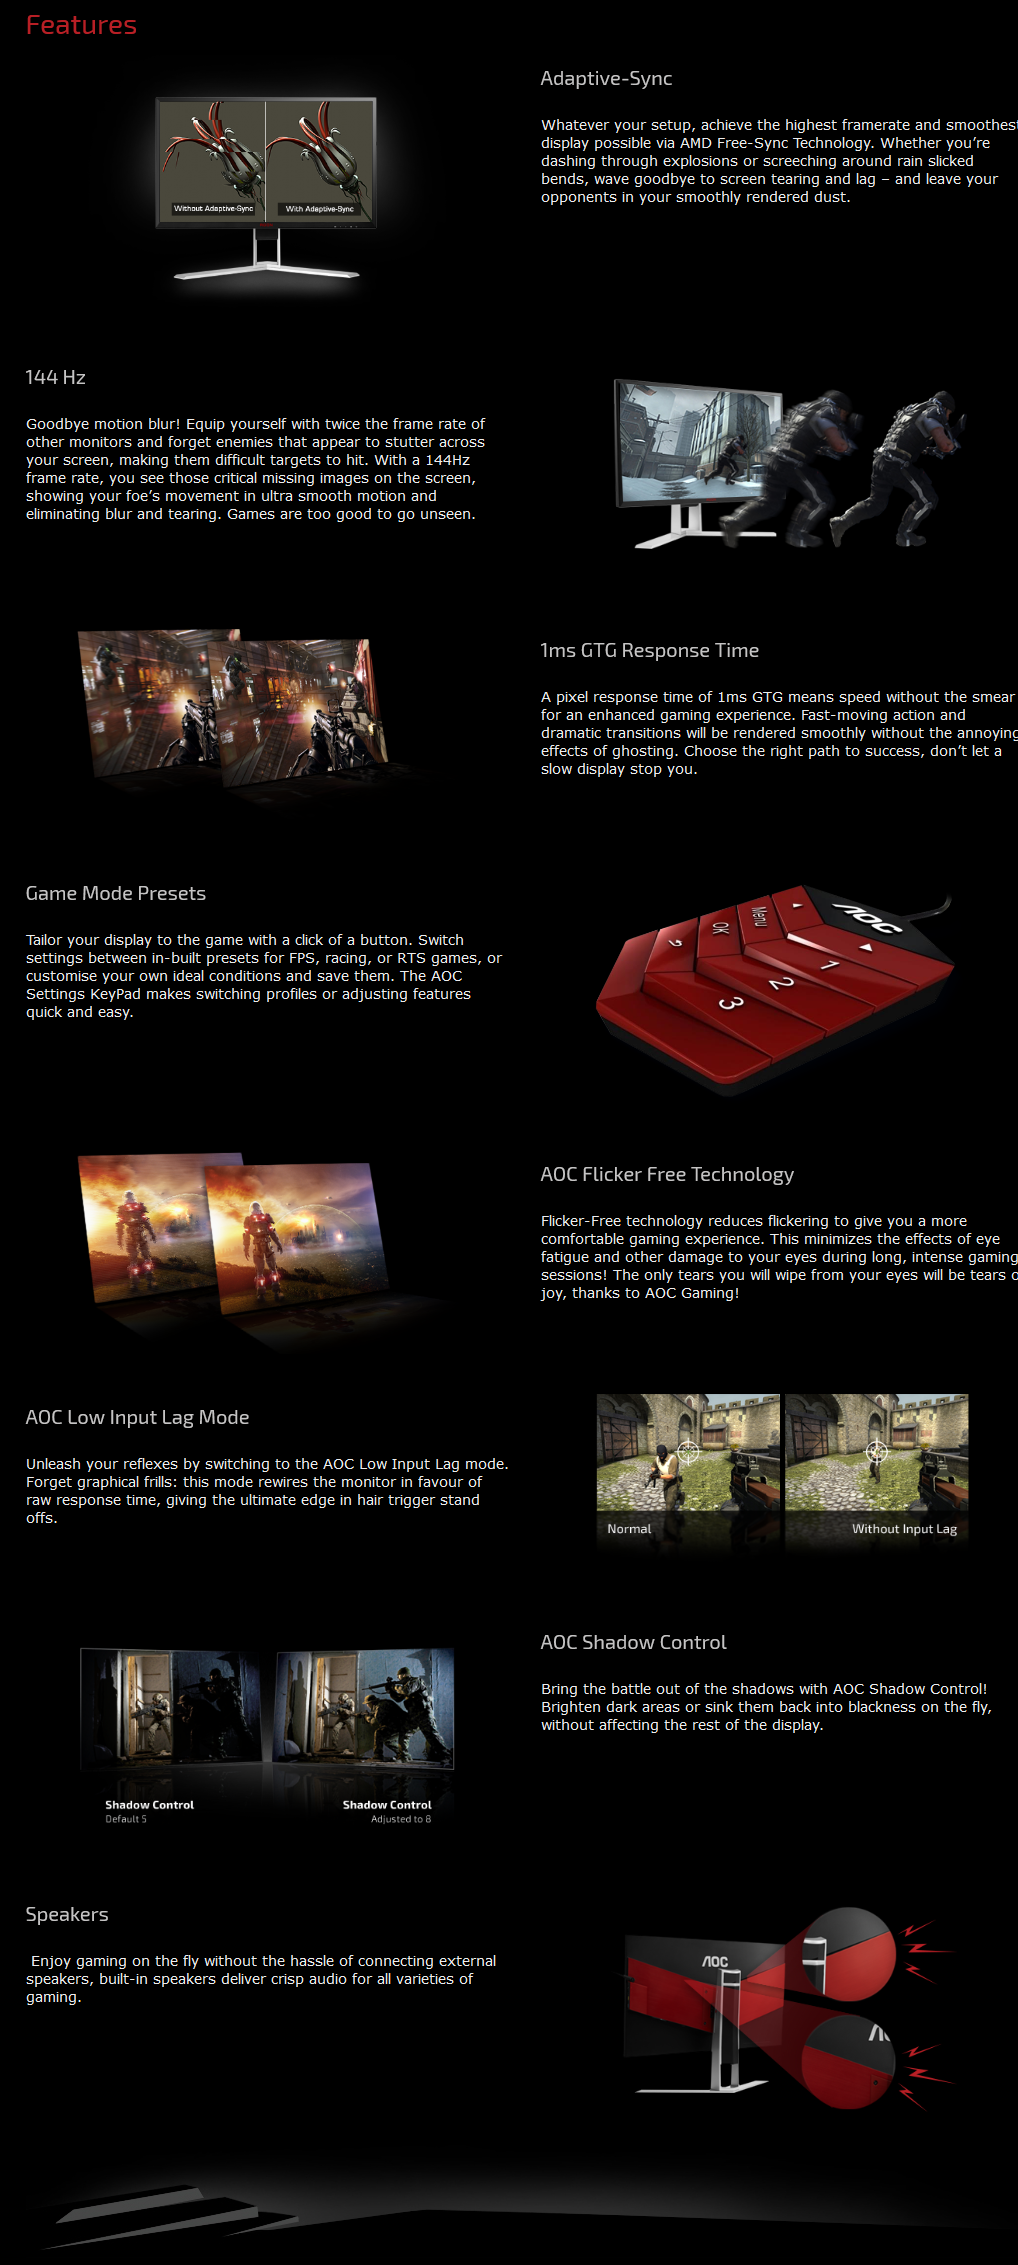 Features
Without Adaptive-Sync
With Adaptive-Sync
Adaptive-Sync
Whatever your setup, achieve the highest framerate and smoothest
display possible via AMD Free-Sync Technology. Whether you’re
dashing through explosions or screeching around rain slicked
bends, wave goodbye to screen tearing and lag – and leave your
opponents in your smoothly rendered dust.
144 Hz
Goodbye motion blur! Equip yourself with twice the frame rate of
other monitors and forget enemies that appear to stutter across
your screen, making them difficult targets to hit. With a 144Hz
frame rate, you see those critical missing images on the screen,
showing your foe’s movement in ultra smooth motion and
eliminating blur and tearing. Games are too good to go unseen.
1ms GTG Response Time
A pixel response time of 1ms GTG means speed without the smear
for an enhanced gaming experience. Fast-moving action and
dramatic transitions will be rendered smoothly without the annoying
effects of ghosting. Choose the right path to success, don’t let a
slow display stop you.
Game Mode Presets
Tailor your display to the game with a click of a button. Switch
settings between in-built presets for FPS, racing, or RTS games, or
customise your own ideal conditions and save them. The AOC
Settings KeyPad makes switching profiles or adjusting features
quick and easy.
AOC
Menu
OK
1
2
3
AOC Flicker Free Technology
Flicker-Free technology reduces flickering to give you a more
comfortable gaming experience. This minimizes the effects of eye
fatigue and other damage to your eyes during long, intense gaming
sessions! The only tears you will wipe from your eyes will be tears o
joy, thanks to AOC Gaming!
AOC Low Input Lag Mode
Unleash your reflexes by switching to the AOC Low Input Lag mode.
Forget graphical frills: this mode rewires the monitor in favour of
raw response time, giving the ultimate edge in hair trigger stand
offs.
Normal
Without Input Lag
Shadow Control
Default 5
Shadow Control
Adjusted to 8
AOC Shadow Control
Bring the battle out of the shadows with AOC Shadow Control!
Brighten dark areas or sink them back into blackness on the fly,
without affecting the rest of the display.
Speakers
Enjoy gaming on the fly without the hassle of connecting external
speakers, built-in speakers deliver crisp audio for all varieties of
gaming.
AOC